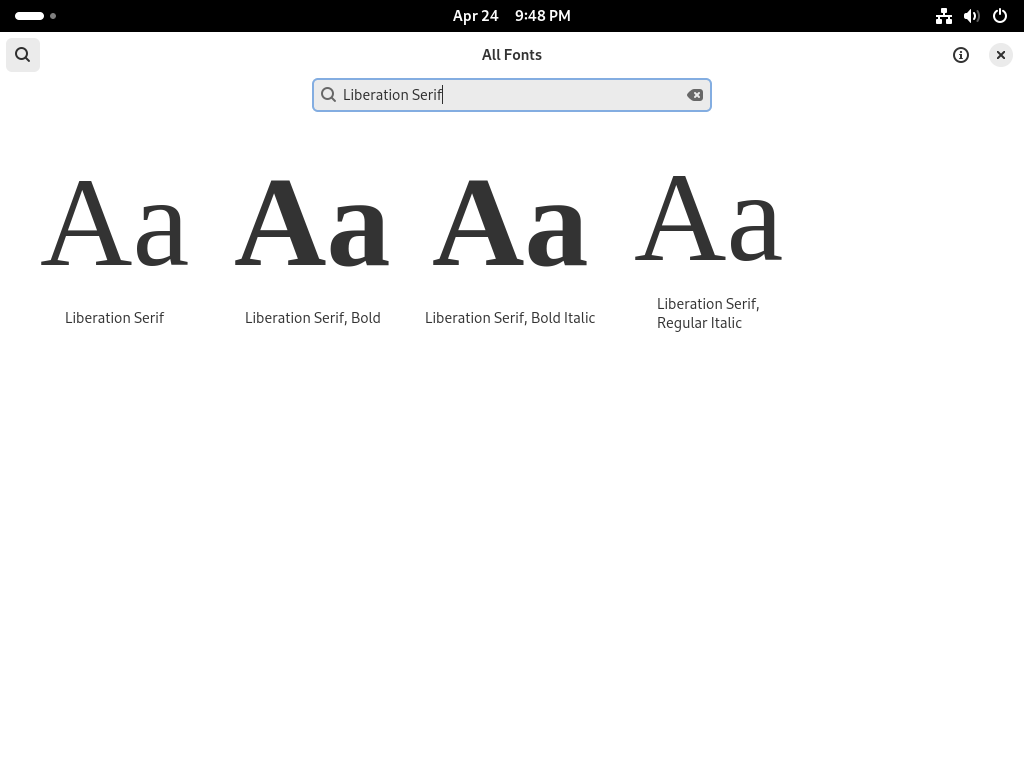 Apr 24 9:48 PM
All Fonts
Liberation Serif
Aa Aa Aa Aa
Liberation Serif
Liberation Serif, Bold
Liberation Serif, Bold Italic
Liberation Serif,
Regular Italic